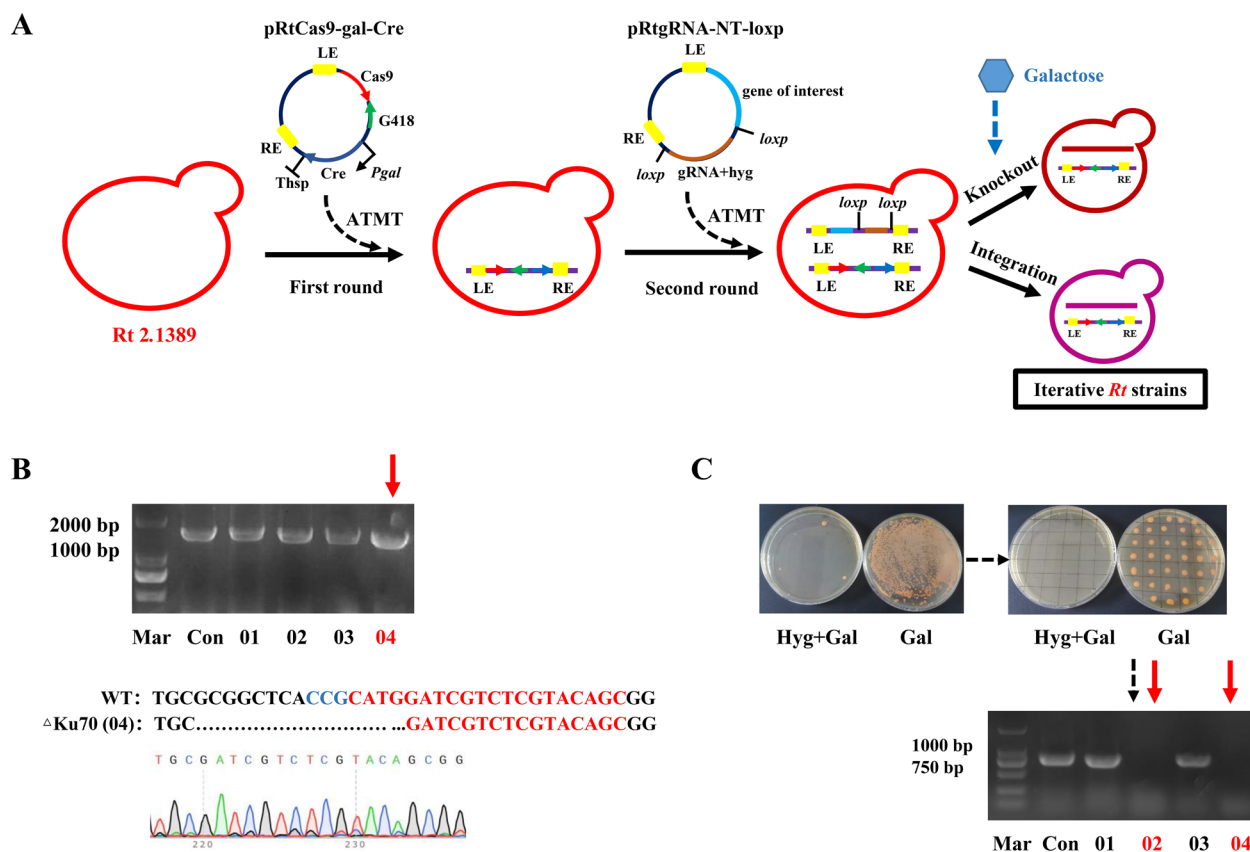 A
pRtCas9-gal-Cre
LE
Cas9
G418
RE
Thsp
Cre
Pgal
ATMT
pRtgRNA-NT-loxp
LE
gene of interest
RE
loxp
loxp
gRNA+hyg
ATMT
Galactose
Rt 2.1389
First round
LE RE
Second round
loxp loxp
LE RE
LE RE
Knockout
LE RE
Integration
LE RE
Iterative Rt strains
B
2000 bp
1000 bp
Mar Con 01 02 03 04
WT: TGCGCGGCTCACCGCATGGATCGTCTCGTACAGCGG
△Ku70 (04): TGC..............................GATCGTCTCGTACAGCGG
T G C G A T C G T C T C G T A C A G C G G
220 230
C
Hyg+Gal Gal
Hyg+Gal Gal
1000 bp
750 bp
Mar Con 01 02 03 04